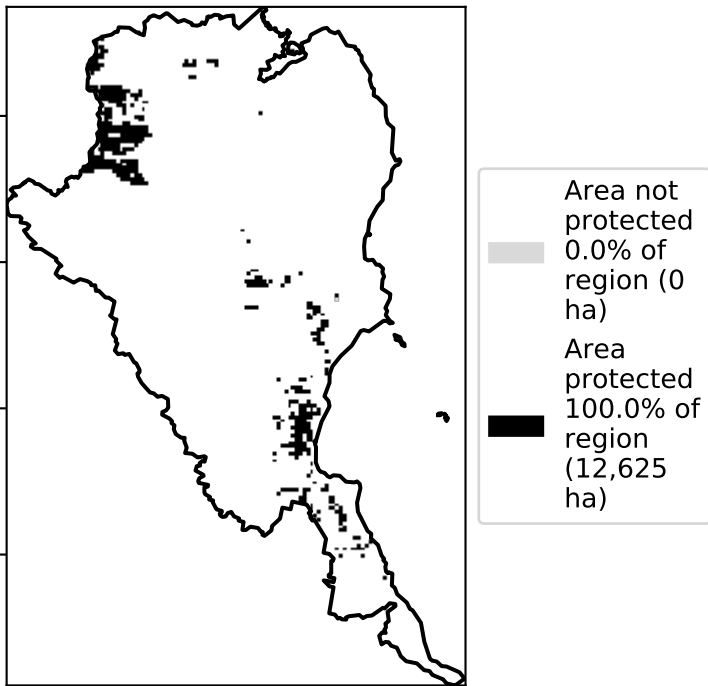 Area not
protected
0.0% of
region (0
ha)
Area
protected
100.0% of
region
(12,625
ha)